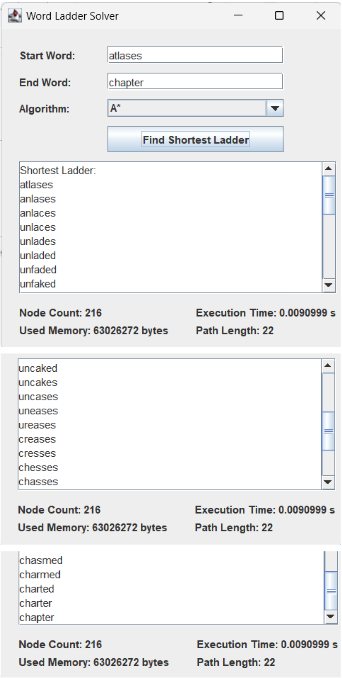 Word Ladder Solver
Start Word: atlases
End Word: chapter
Algorithm: A*
Find Shortest Ladder
Shortest Ladder:
atlases
anlases
anlaces
unlaces
unlades
unladed
unfaded
unfaked
Node Count: 216 Execution Time: 0.0090999 s
Used Memory: 63026272 bytes Path Length: 22
uncaked
uncakes
uncases
uneases
ureases
creases
cresses
chesses
chasses
Node Count: 216 Execution Time: 0.0090999 s
Used Memory: 63026272 bytes Path Length: 22
chasmed
charmed
charted
charter
chapter
Node Count: 216 Execution Time: 0.0090999 s
Used Memory: 63026272 bytes Path Length: 22